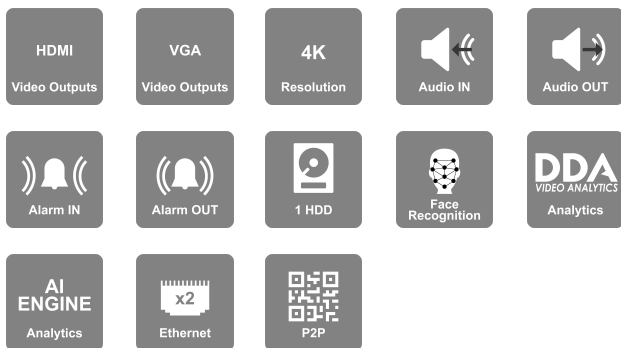 HDMI
Video Outputs
VGA
Video Outputs
4K
Resolution
Audio IN
Audio OUT
Alarm IN
Alarm OUT
1 HDD
Face
Recognition
DDA
VIDEO ANALYTICS
Analytics
AI
ENGINE
Analytics
x2
Ethernet
P2P